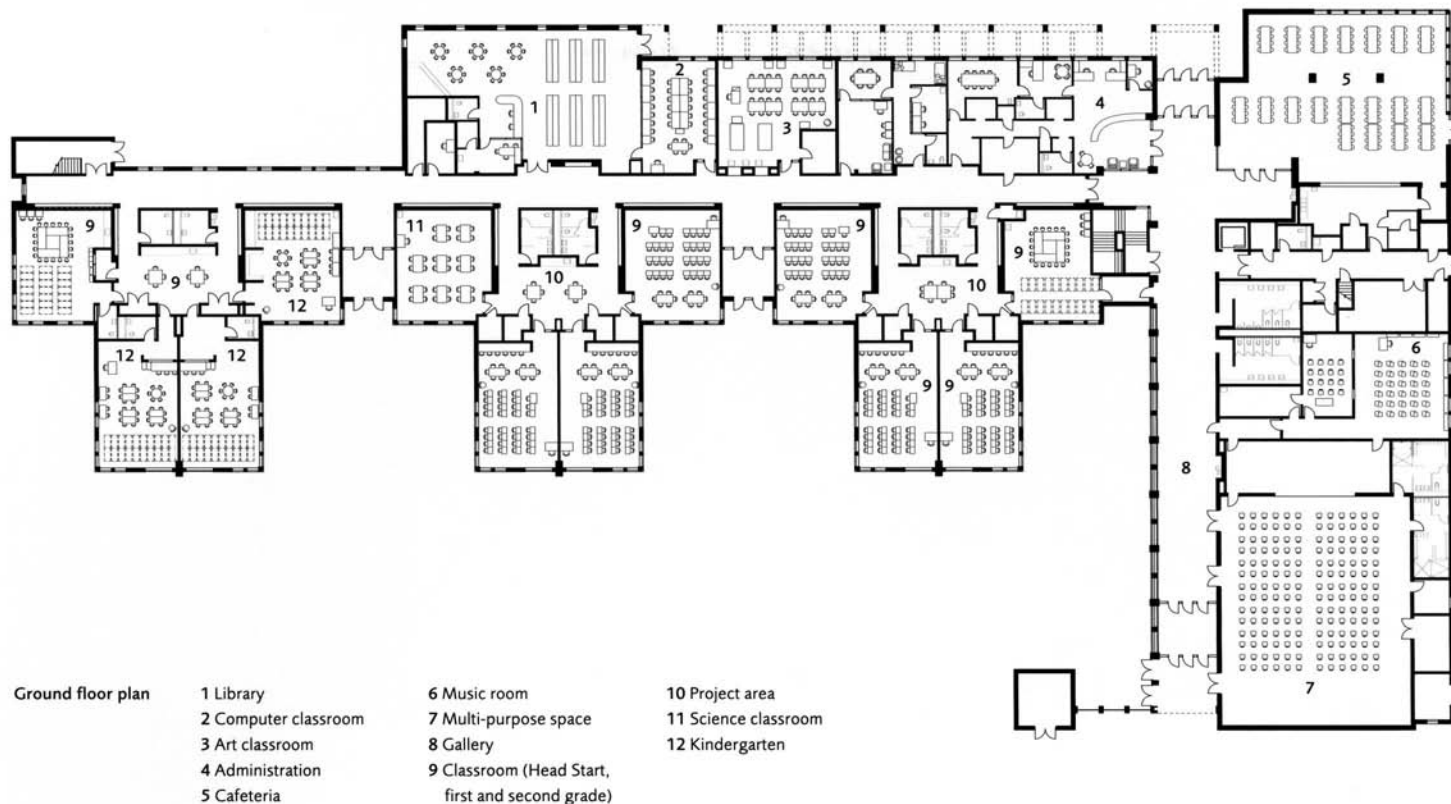 5
2
1
4
3
9
11
9
9
9
10
10
9
12
12
12
9
9
6
8
7
Ground floor plan
1 Library
2 Computer classroom
3 Art classroom
4 Administration
5 Cafeteria
6 Music room
7 Multi-purpose space
8 Gallery
9 Classroom (Head Start,
first and second grade)
10 Project area
11 Science classroom
12 Kindergarten